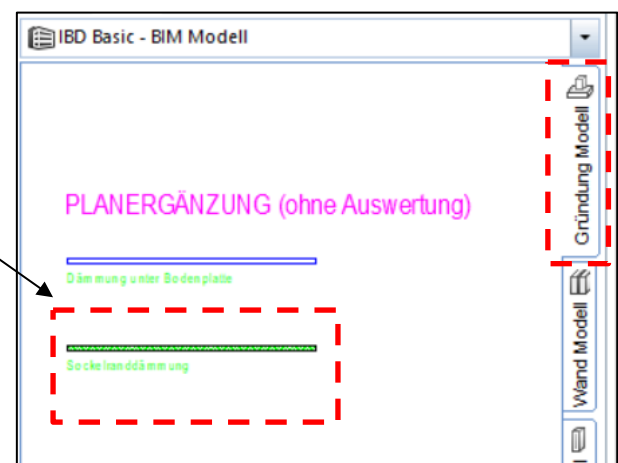 IBD Basic - BIM Modell
Gründung Modell
PLANERGÄNZUNG (ohne Auswertung)
Dämmung unter Bodenplatte
Wand Modell
Sockelranddämmung